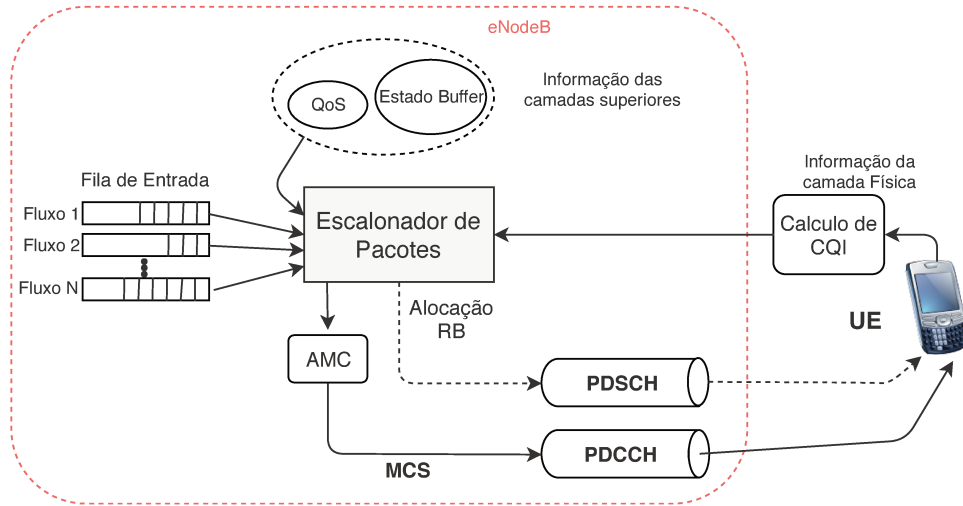 eNodeB
Informação das
camadas superiores
QoS
Estado Buffer
Informação da
camada Física
Fila de Entrada
Fluxo 1
Fluxo 2
Fluxo N
Escalonador de
Pacotes
Calculo de
CQI
Alocação
RB
UE
AMC
PDSCH
PDCCH
MCS